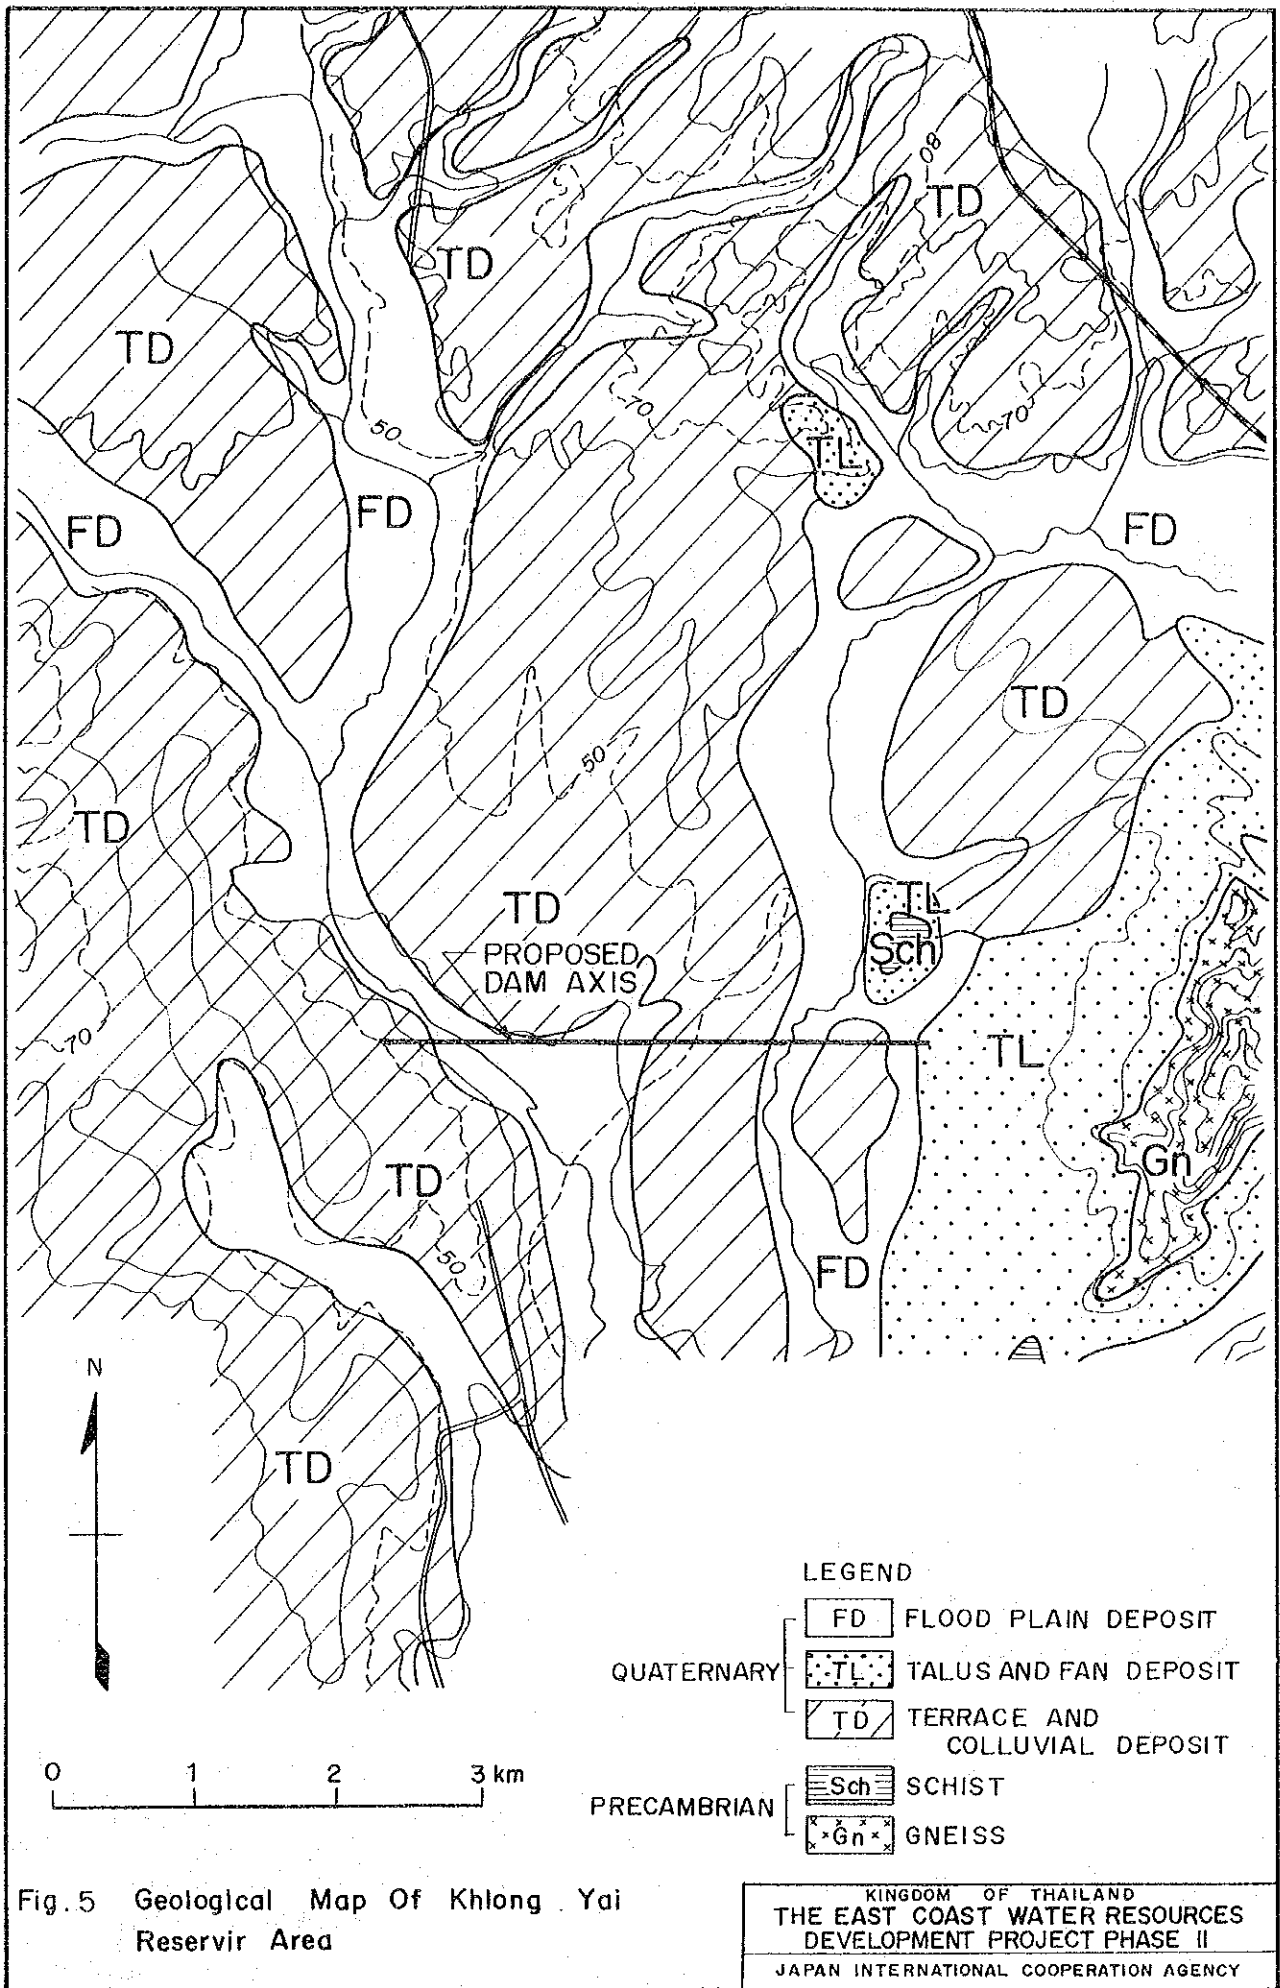 80
TD
TD
TD
70
50
70
TL
FD
FD
FD
TD
50
TD
TD
TL
Sch
PROPOSED
DAM AXIS
70
TL
Gn
TD
50
FD
N
TD
LEGEND
FD FLOOD PLAIN DEPOSIT
QUATERNARY TL TALUS AND FAN DEPOSIT
TD TERRACE AND
COLLUVIAL DEPOSIT
0 1 2 3 km
Sch SCHIST
PRECAMBRIAN
Gn GNEISS
Fig. 5 Geological Map Of Khlong Yai
Reservir Area
KINGDOM OF THAILAND
THE EAST COAST WATER RESOURCES
DEVELOPMENT PROJECT PHASE II
JAPAN INTERNATIONAL COOPERATION AGENCY